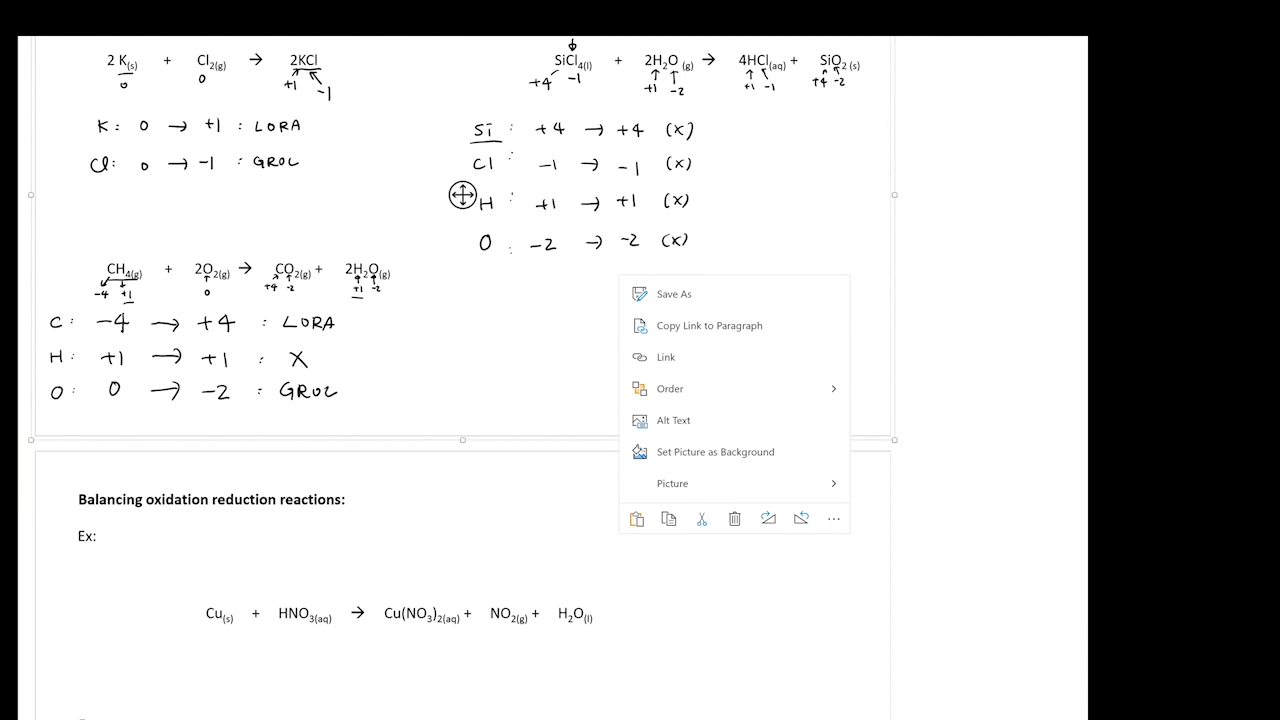 2 K(s) + Cl2(g) → 2KCl
0 0 +1 -1
K: 0 → +1 : LORA
Cl: 0 → -1 : GROL
SiCl4(l) + 2H2O (g) → 4HCl(aq) + SiO2 (s)
+4 -1 +1 -2 +1 -1 +4 -2
Si : +4 → +4 (x)
Cl : -1 → -1 (x)
H : +1 → +1 (x)
O : -2 → -2 (x)
CH4(g) + 2O2(g) → CO2(g) + 2H2O(g)
-4 +1 0 +4 -2 +1 -2
C : -4 → +4 : LORA
H : +1 → +1 : X
O : 0 → -2 : GROL
Save As
Copy Link to Paragraph
Link
Order
Alt Text
Set Picture as Background
Picture
Balancing oxidation reduction reactions:
Ex:
Cu(s) + HNO3(aq) → Cu(NO3)2(aq) + NO2(g) + H2O(l)